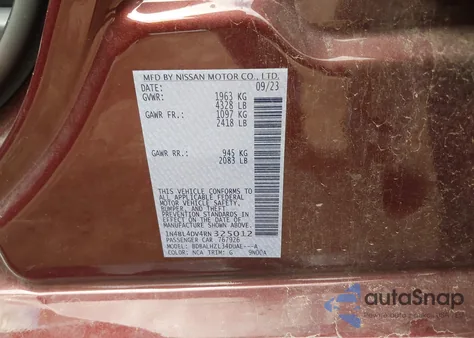 MFD BY NISSAN MOTOR CO., LTD.
DATE: 09/23
GVWR: 1963 KG
4328 LB
GAWR FR.: 1097 KG
2418 LB
GAWR RR.: 945 KG
2083 LB
THIS VEHICLE CONFORMS TO
ALL APPLICABLE FEDERAL
MOTOR VEHICLE SAFETY,
BUMPER, AND THEFT
PREVENTION STANDARDS IN
EFFECT ON THE DATE OF
MANUFACTURE SHOWN ABOVE.
1N4BL4DV4RN325012
PASSENGER CAR 767926
COLOR: NCA TRIM: G
autoSnap